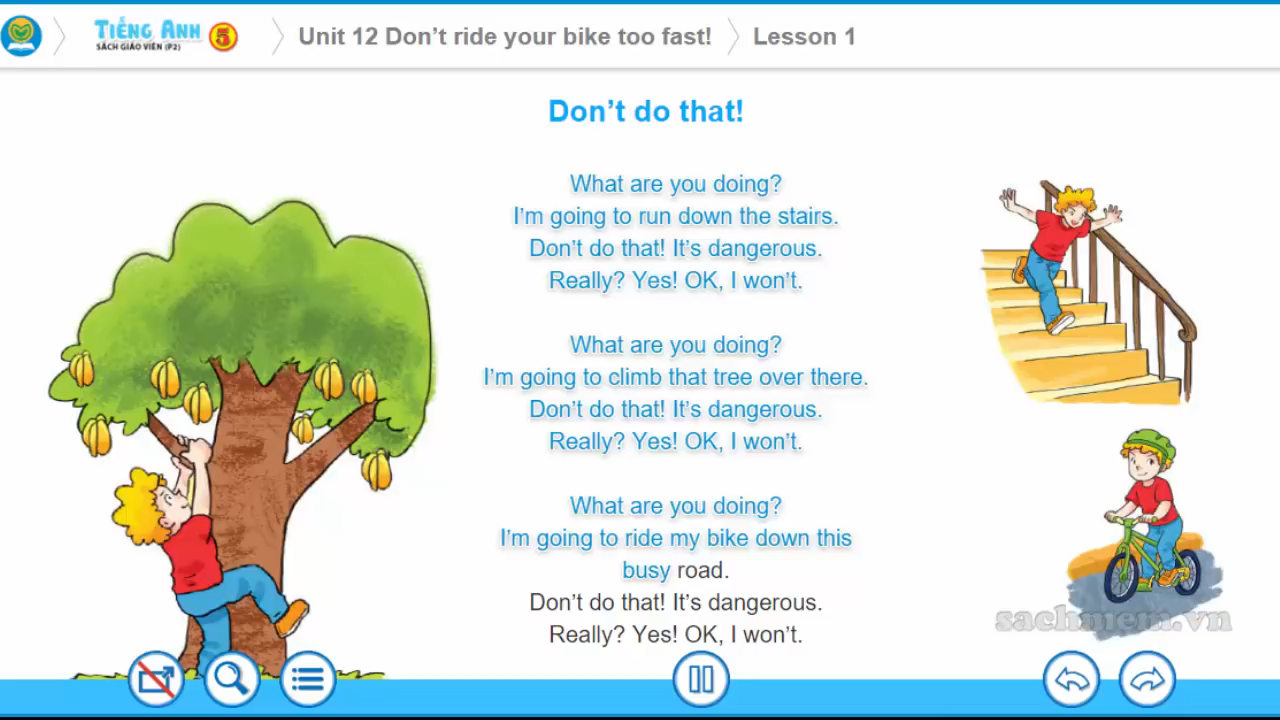 TIẾNG ANH 5
SÁCH GIÁO VIÊN (P2)
Unit 12 Don't ride your bike too fast!
Lesson 1
Don't do that!
What are you doing?
I'm going to run down the stairs.
Don't do that! It's dangerous.
Really? Yes! OK, I won't.
What are you doing?
I'm going to climb that tree over there.
Don't do that! It's dangerous.
Really? Yes! OK, I won't.
What are you doing?
I'm going to ride my bike down this
busy road.
Don't do that! It's dangerous.
Really? Yes! OK, I won't.
sachmem.vn